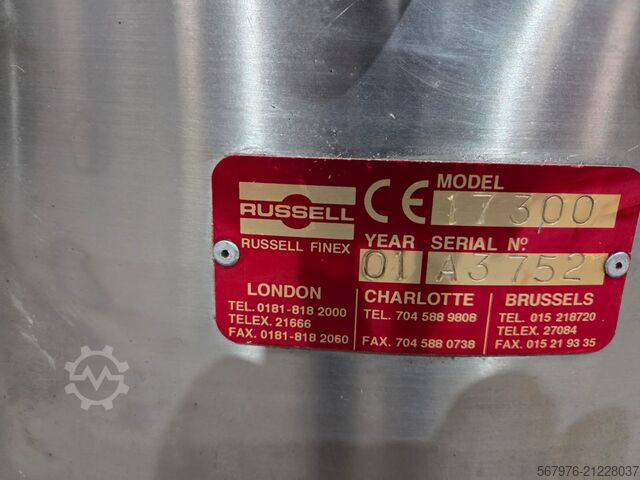 RUSSELL
RUSSELL FINEX
CE
MODEL
17300
YEAR SERIAL Nº
01 A3752
LONDON
TEL. 0181-818 2000
TELEX. 21666
FAX. 0181-818 2060
CHARLOTTE
TEL. 704 588 9808
FAX. 704 588 0738
BRUSSELS
TEL. 015 218720
TELEX. 27084
FAX. 015 21 93 35
567976-21228037